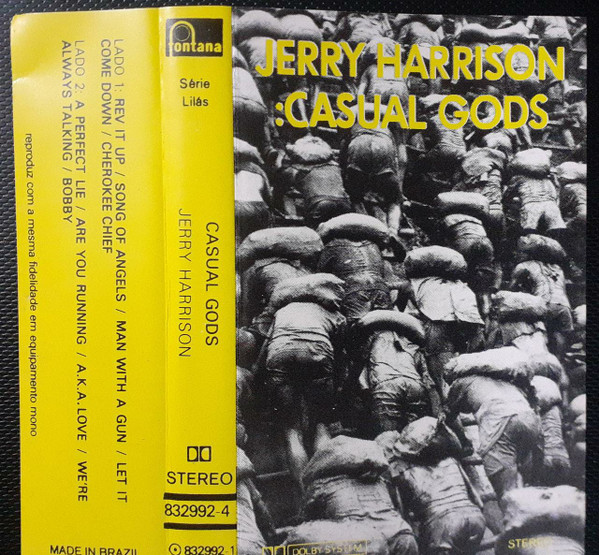 LADO 1: REV IT UP / SONG OF ANGELS / MAN WITH A GUN / LET IT
COME DOWN / CHEROKEE CHIEF
LADO 2: A PERFECT LIE / ARE YOU RUNNING / A.K.A. LOVE / WE'RE
ALWAYS TALKING / BOBBY
reproduz com a mesma fidelidade em equipamento mono
MADE IN BRAZIL
fontana
Série
Lilás
CASUAL GODS
JERRY HARRISON
STEREO
832992-4
832992-1
JERRY HARRISON
:CASUAL GODS
DOLBY SYSTEM
STEREO